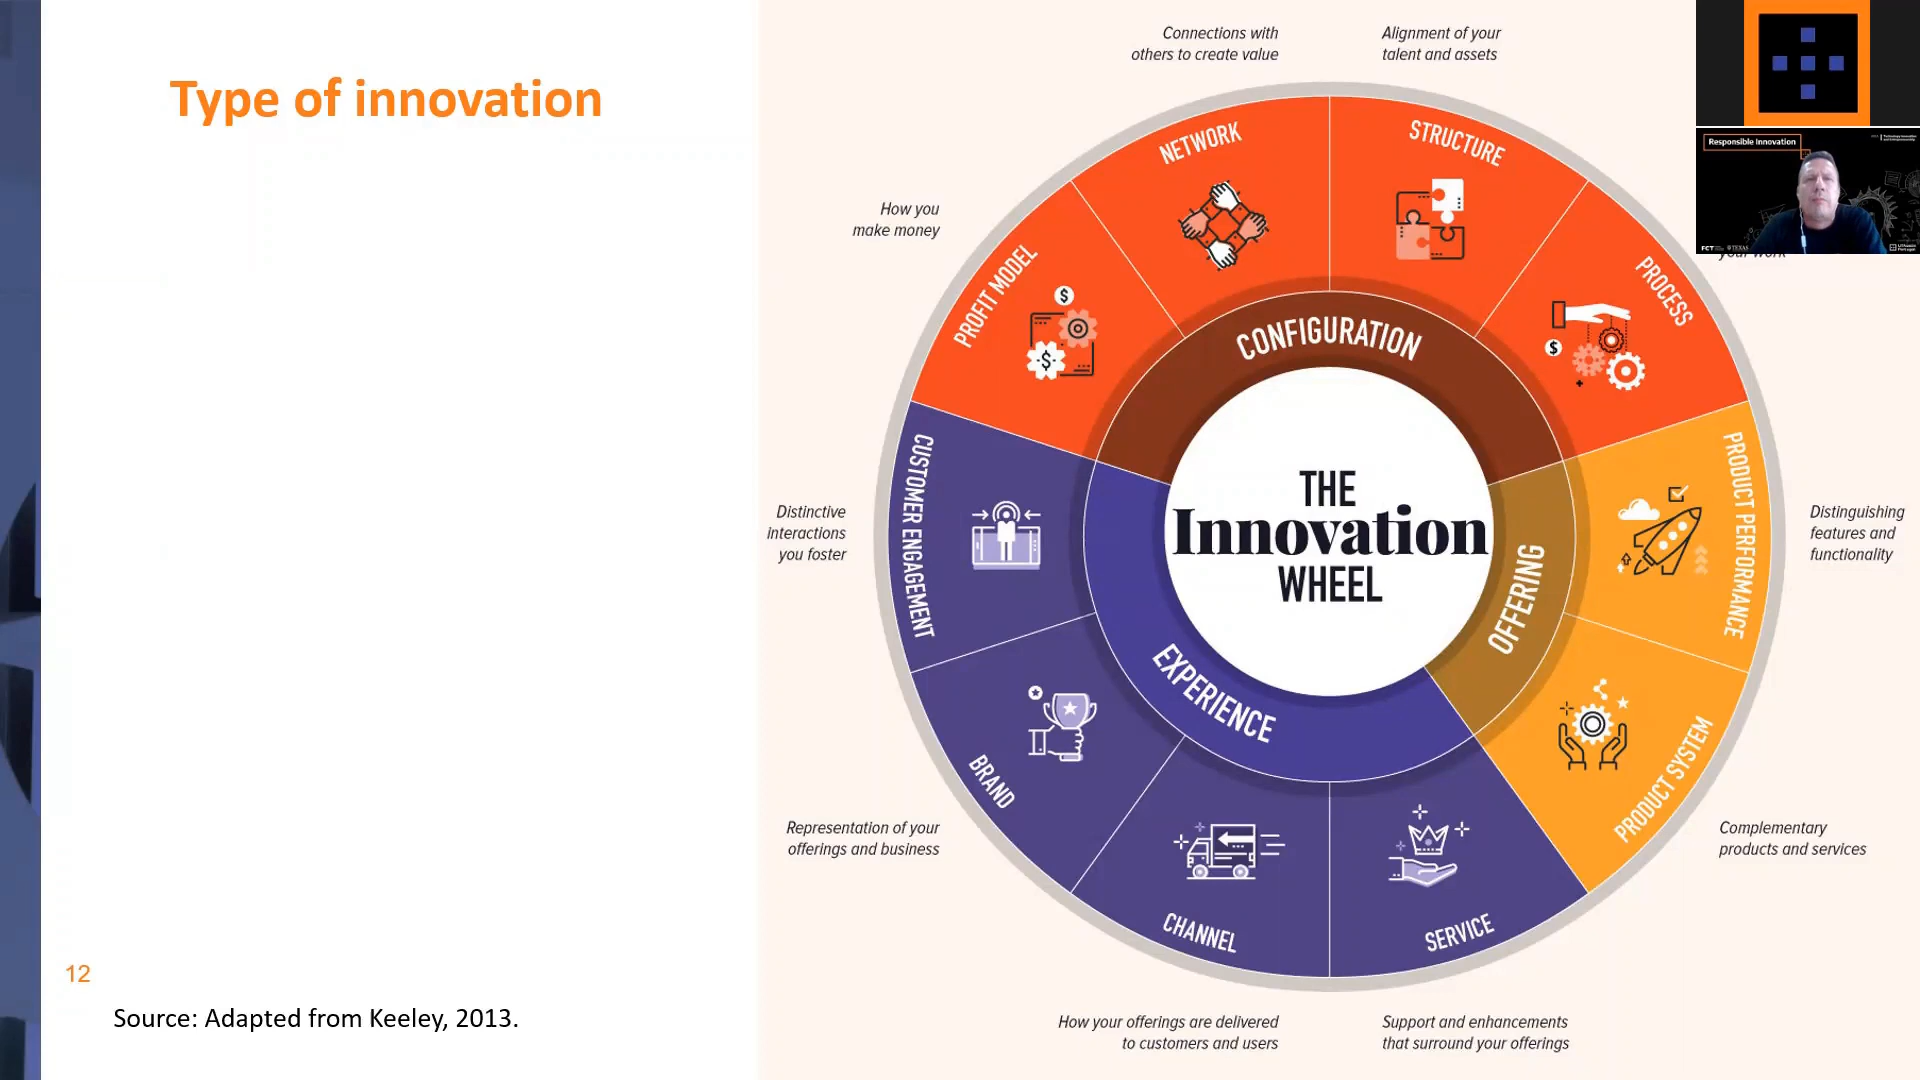 Type of innovation
Connections with
others to create value
Alignment of your
talent and assets
Responsible Innovation
How you
make money
your work
NETWORK
STRUCTURE
PROFIT MODEL
PROCESS
CONFIGURATION
CUSTOMER ENGAGEMENT
PRODUCT PERFORMANCE
THE
Innovation
WHEEL
OFFERING
EXPERIENCE
Distinctive
interactions
you foster
Distinguishing
features and
functionality
BRAND
PRODUCT SYSTEM
CHANNEL
SERVICE
Representation of your
offerings and business
Complementary
products and services
How your offerings are delivered
to customers and users
Support and enhancements
that surround your offerings
12
Source: Adapted from Keeley, 2013.
FCT
TEXAS